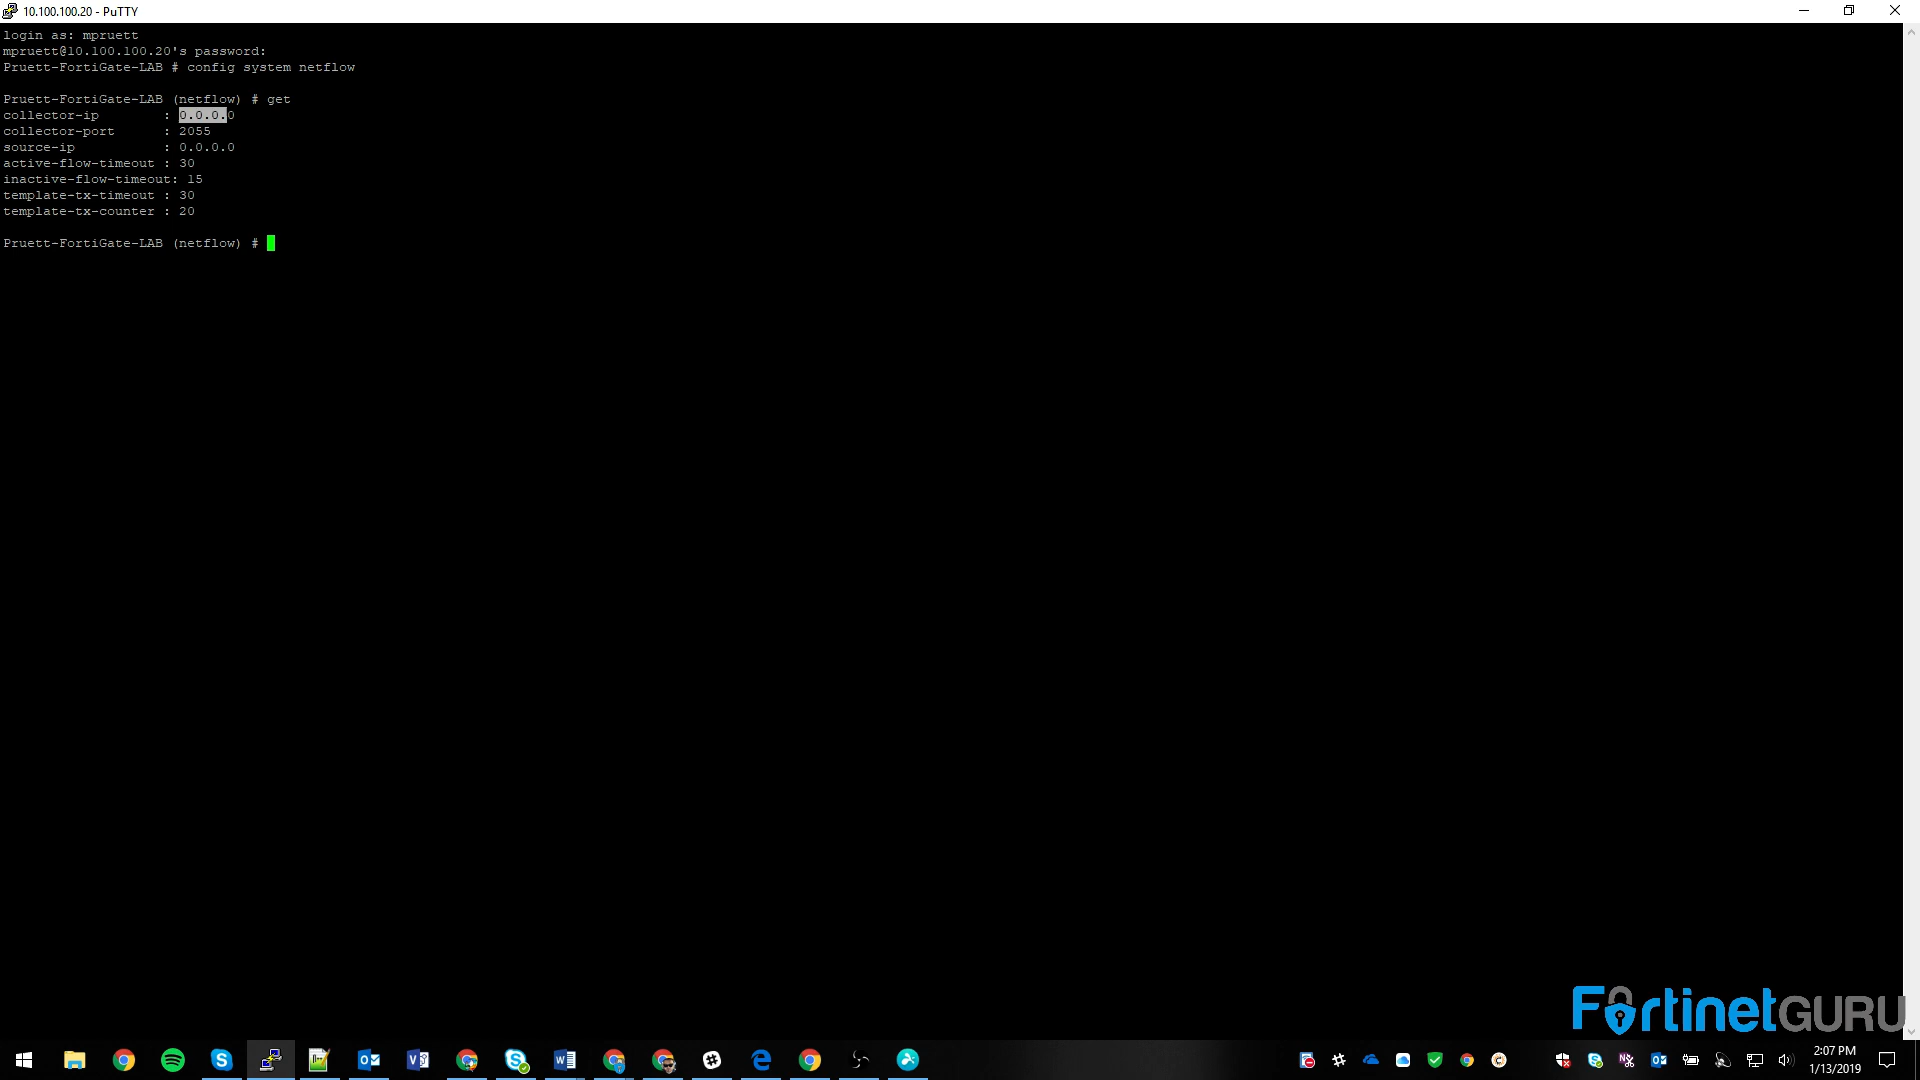 10.100.100.20 - PuTTY
login as: mpruett
mpruett@10.100.100.20's password:
Pruett-FortiGate-LAB # config system netflow
Pruett-FortiGate-LAB (netflow) # get
collector-ip        : 0.0.0.0
collector-port      : 2055
source-ip           : 0.0.0.0
active-flow-timeout : 30
inactive-flow-timeout: 15
template-tx-timeout : 30
template-tx-counter : 20
Pruett-FortiGate-LAB (netflow) #
FortinetGURU
2:07 PM
1/13/2019